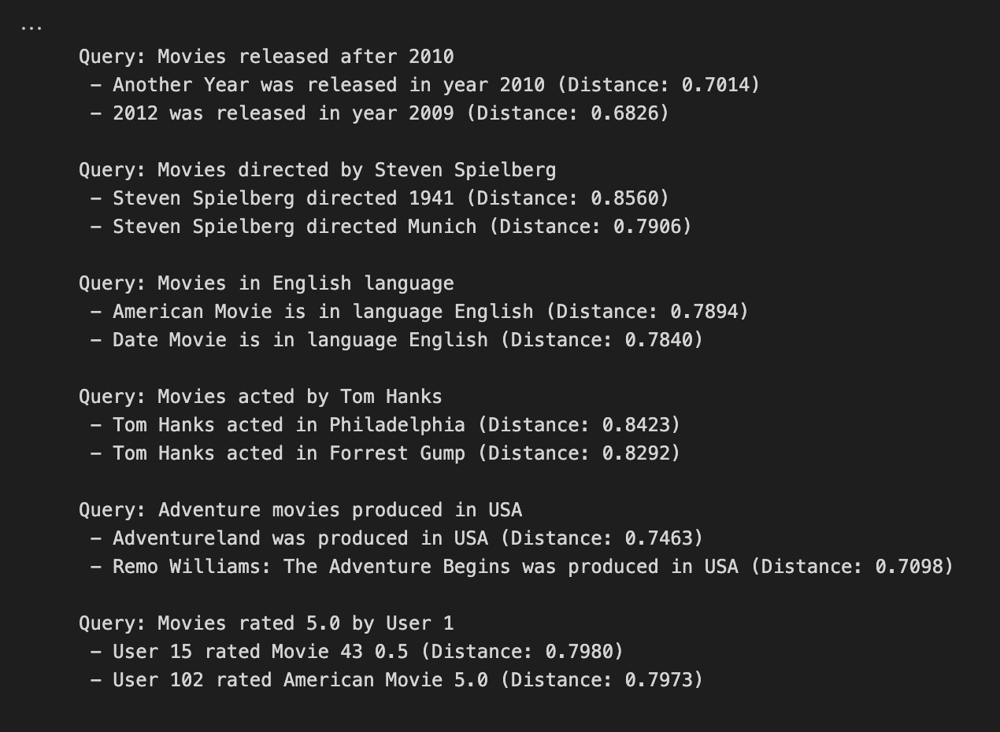 ...
Query: Movies released after 2010
– Another Year was released in year 2010 (Distance: 0.7014)
– 2012 was released in year 2009 (Distance: 0.6826)
Query: Movies directed by Steven Spielberg
– Steven Spielberg directed 1941 (Distance: 0.8560)
– Steven Spielberg directed Munich (Distance: 0.7906)
Query: Movies in English language
– American Movie is in language English (Distance: 0.7894)
– Date Movie is in language English (Distance: 0.7840)
Query: Movies acted by Tom Hanks
– Tom Hanks acted in Philadelphia (Distance: 0.8423)
– Tom Hanks acted in Forrest Gump (Distance: 0.8292)
Query: Adventure movies produced in USA
– Adventureland was produced in USA (Distance: 0.7463)
– Remo Williams: The Adventure Begins was produced in USA (Distance: 0.7098)
Query: Movies rated 5.0 by User 1
– User 15 rated Movie 43 0.5 (Distance: 0.7980)
– User 102 rated American Movie 5.0 (Distance: 0.7973)